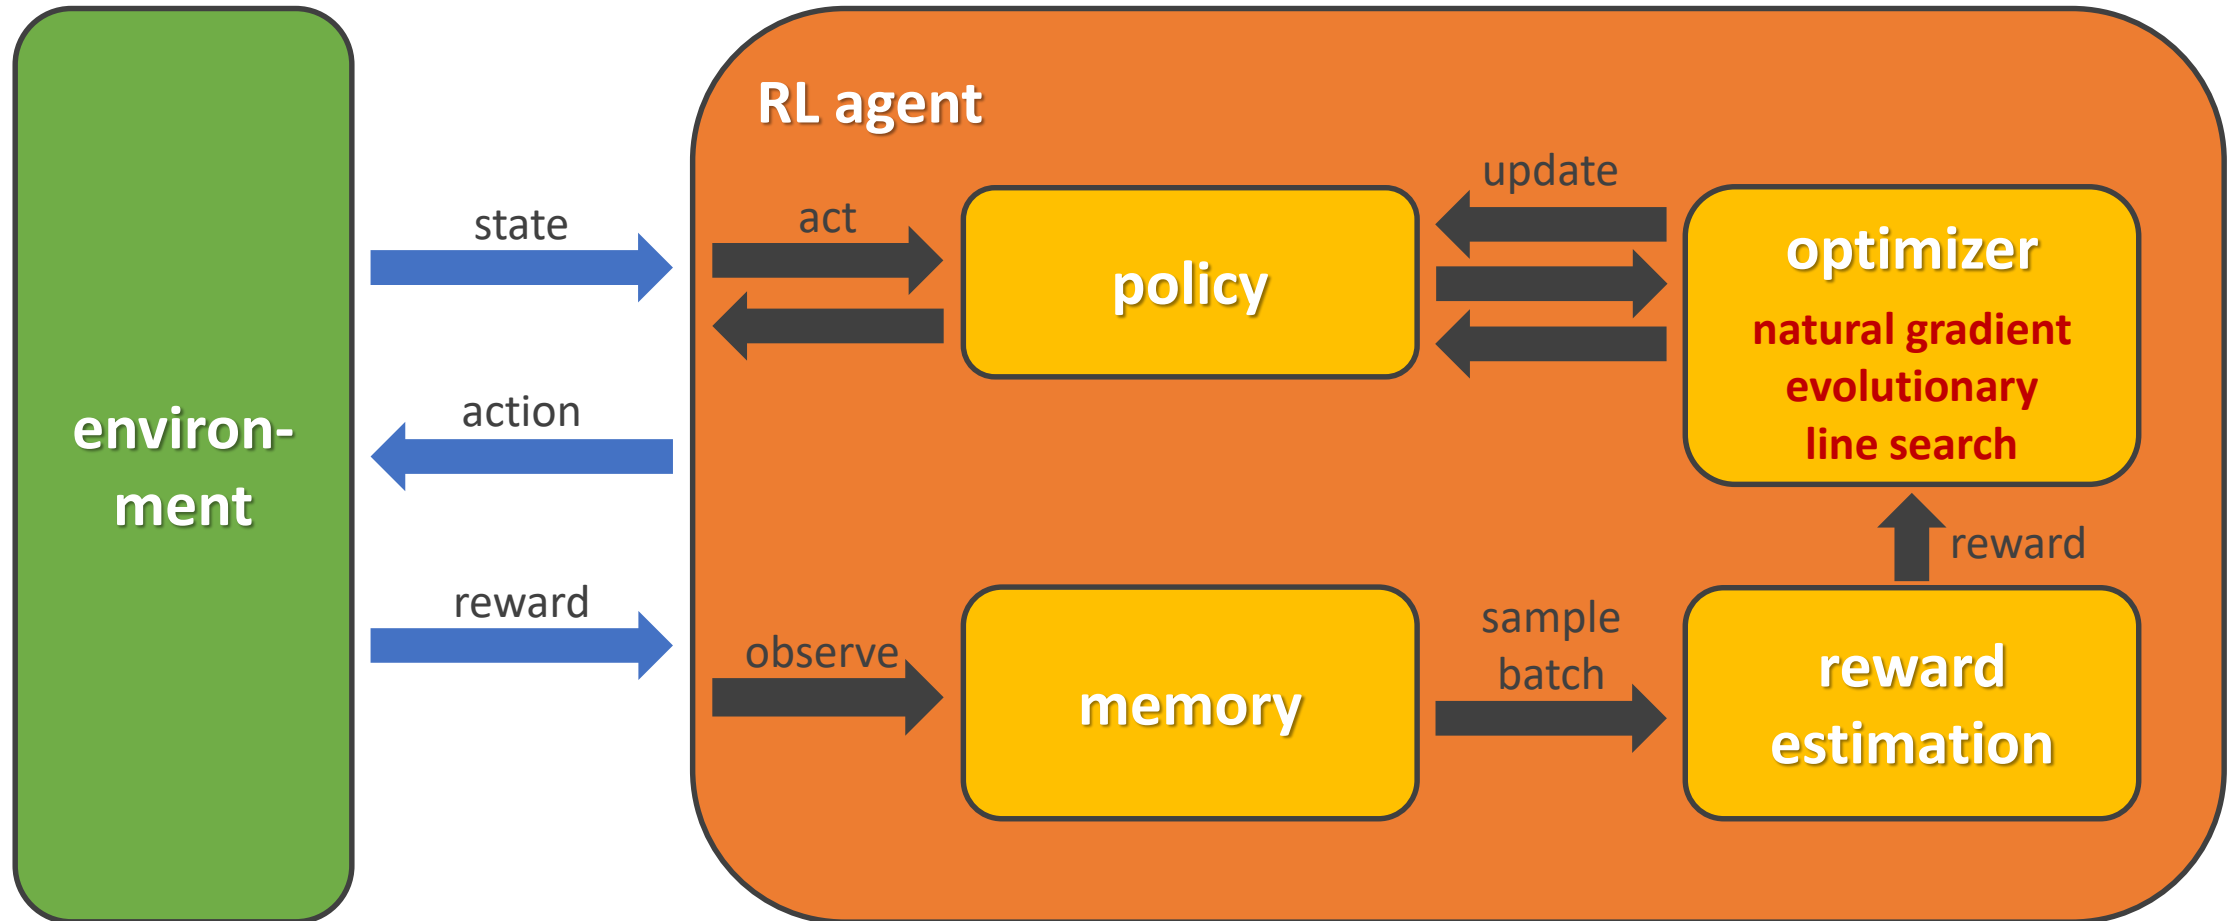 environ-
ment
state
action
reward
RL agent
act
policy
update
optimizer
natural gradient
evolutionary
line search
reward
observe
memory
sample
batch
reward
estimation